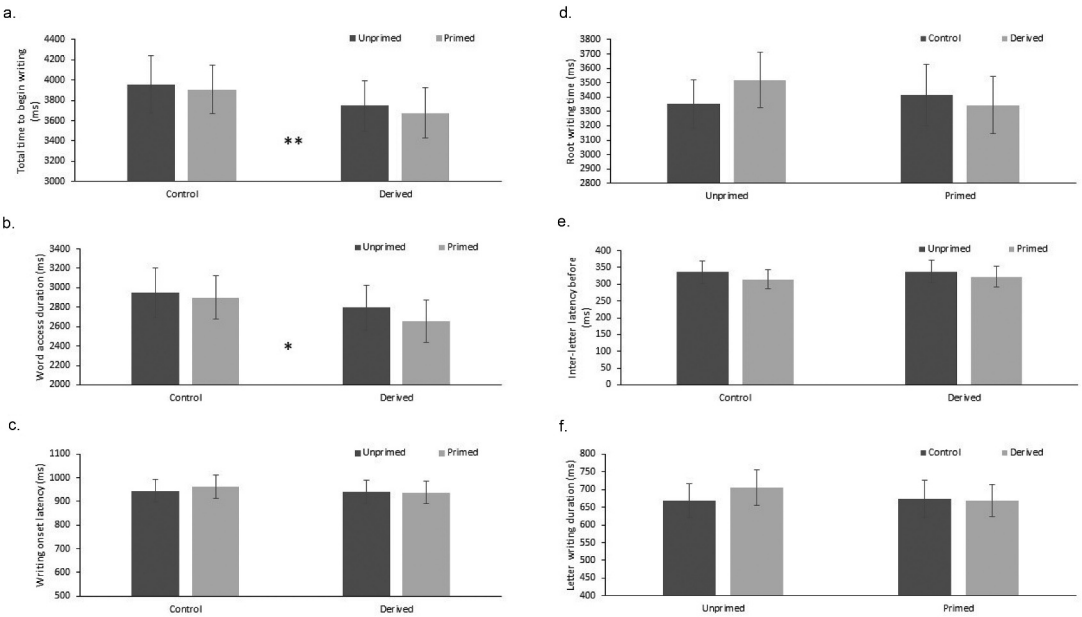 a.
Unprimed Primed
Total time to begin writing
(ms)
4400
4200
4000
3800
3600
3400
3200
3000
**
Control Derived
b.
Unprimed Primed
Word access duration (ms)
3400
3200
3000
2800
2600
2400
2200
2000
*
Control Derived
c.
Unprimed Primed
Writing onset latency (ms)
1100
1000
900
800
700
600
500
Control Derived
d.
Control Derived
Root writing time (ms)
3800
3700
3600
3500
3400
3300
3200
3100
3000
2900
2800
Unprimed Primed
e.
Unprimed Primed
Inter-letter latency before
(ms)
400
350
300
250
200
150
100
50
0
Control Derived
f.
Control Derived
Letter writing duration (ms)
800
750
700
650
600
550
500
450
400
Unprimed Primed